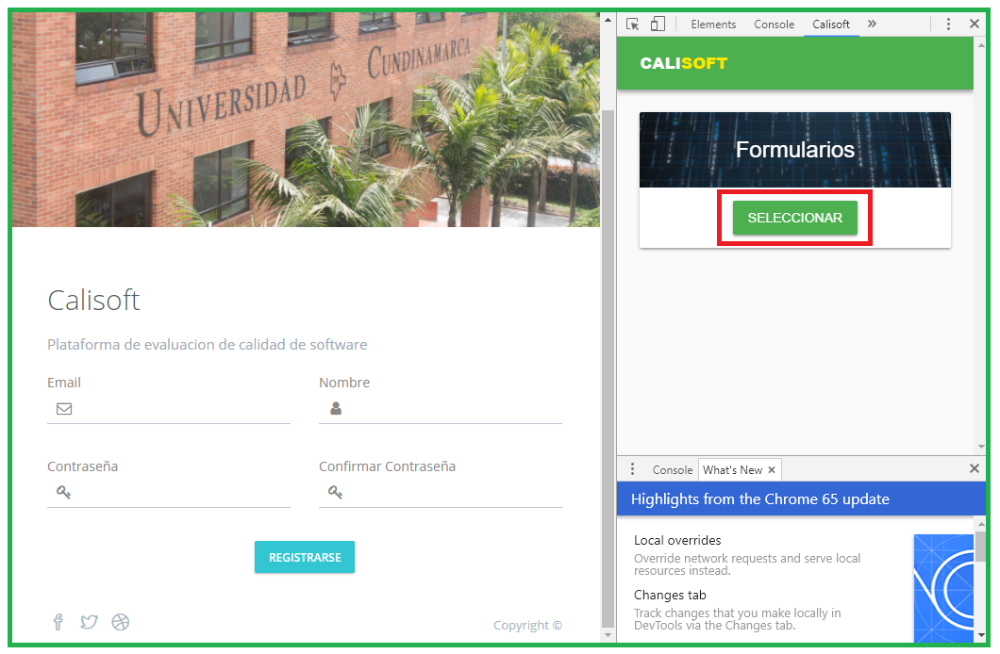 UNIVERSIDAD CUNDINAMARCA
Calisoft
Plataforma de evaluacion de calidad de software
Email
Nombre
Contraseña
Confirmar Contraseña
REGISTRARSE
Copyright ©
Elements Console Calisoft »
CALISOFT
Formularios
SELECCIONAR
Console What's New ×
Highlights from the Chrome 65 update
Local overrides
Override network requests and serve local
resources instead.
Changes tab
Track changes that you make locally in
DevTools via the Changes tab.